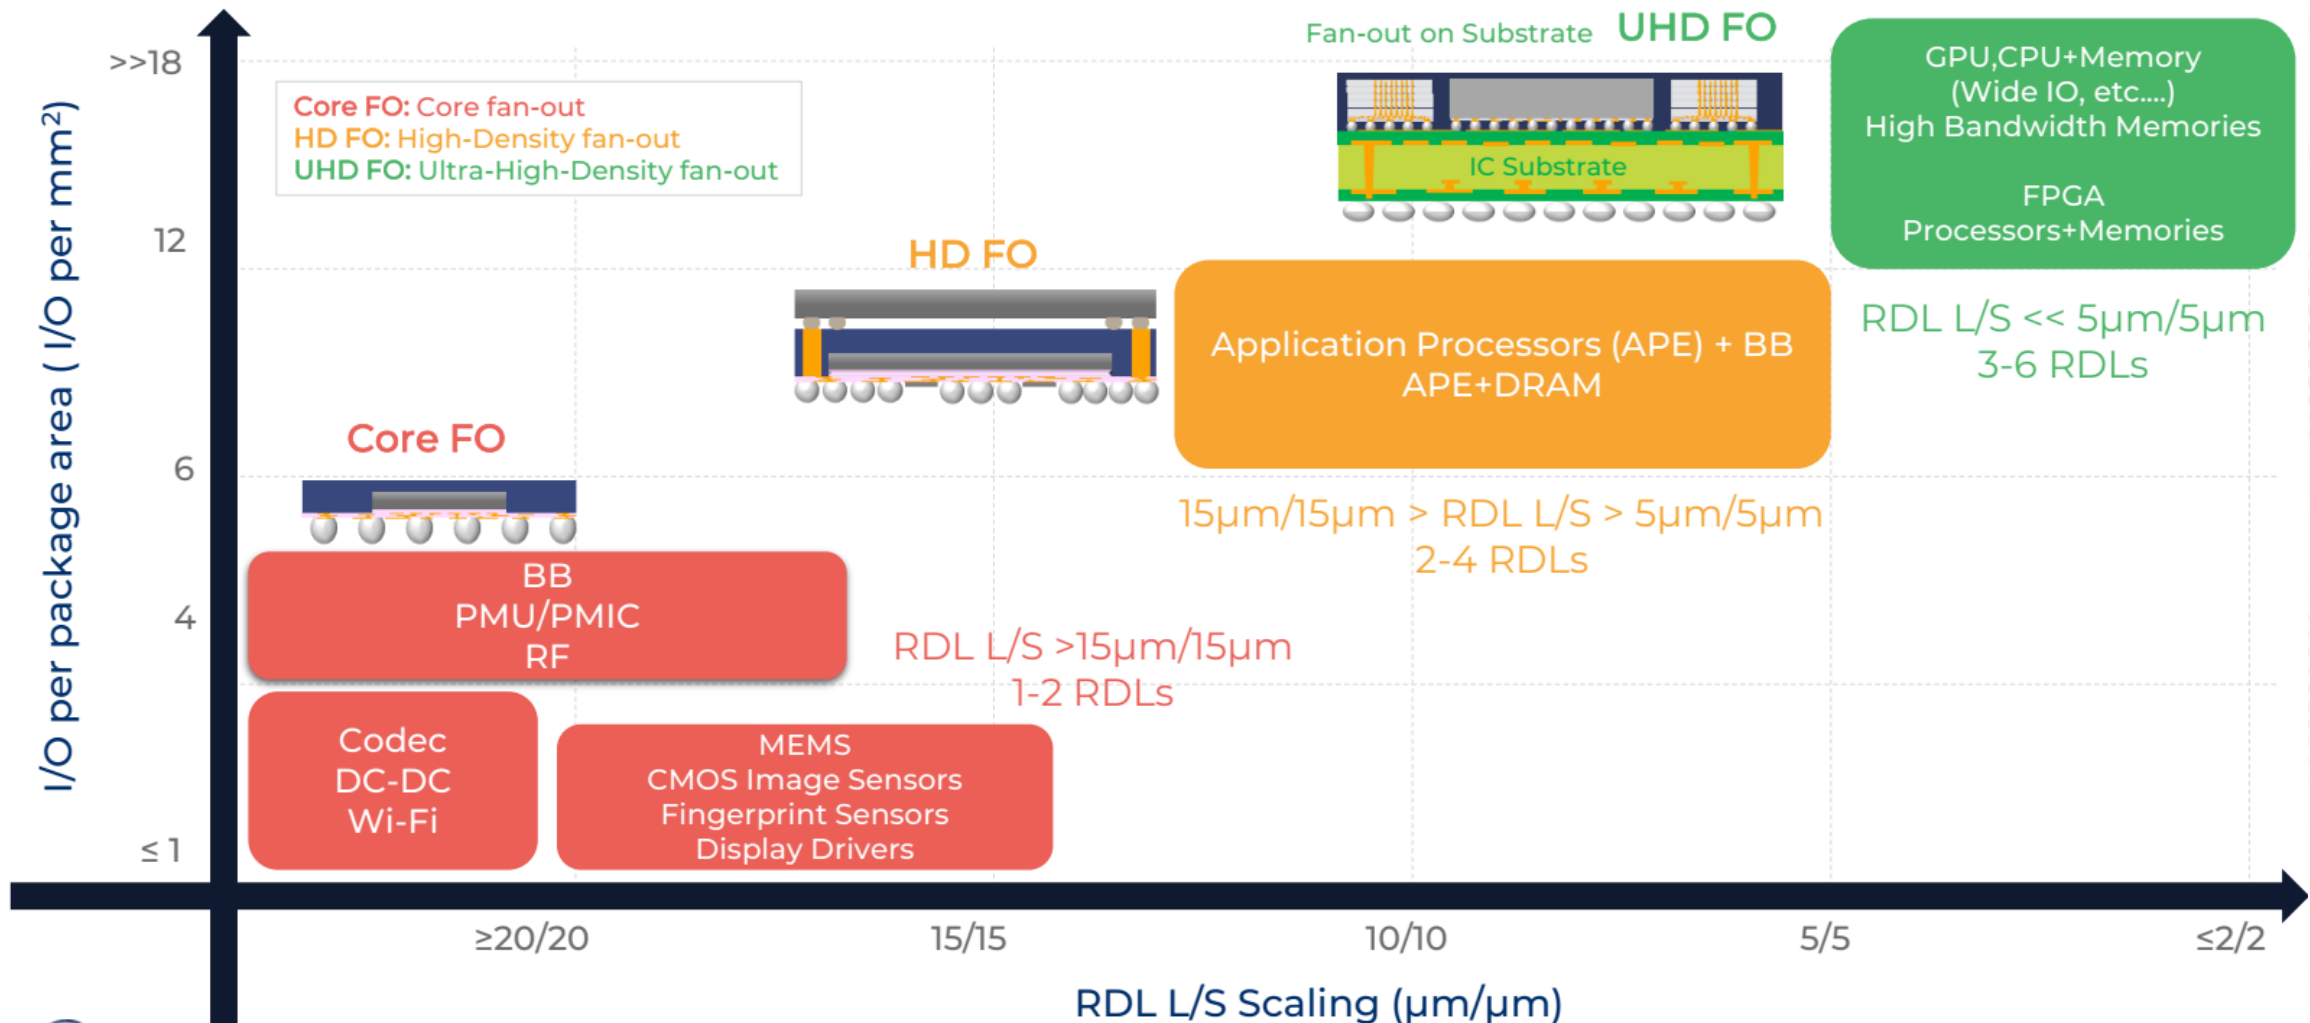 Fan-out on Substrate UHD FO
>>18
Core FO: Core fan-out
HD FO: High-Density fan-out
UHD FO: Ultra-High-Density fan-out
IC Substrate
GPU,CPU+Memory
(Wide IO, etc....)
High Bandwidth Memories
FPGA
Processors+Memories
I/O per package area ( I/O per mm²)
12
HD FO
Application Processors (APE) + BB
APE+DRAM
RDL L/S << 5µm/5µm
3-6 RDLs
Core FO
6
15µm/15µm > RDL L/S > 5µm/5µm
2-4 RDLs
BB
PMU/PMIC
RF
4
RDL L/S >15µm/15µm
1-2 RDLs
Codec
DC-DC
Wi-Fi
MEMS
CMOS Image Sensors
Fingerprint Sensors
Display Drivers
≤ 1
≥20/20
15/15
10/10
5/5
≤2/2
RDL L/S Scaling (µm/µm)